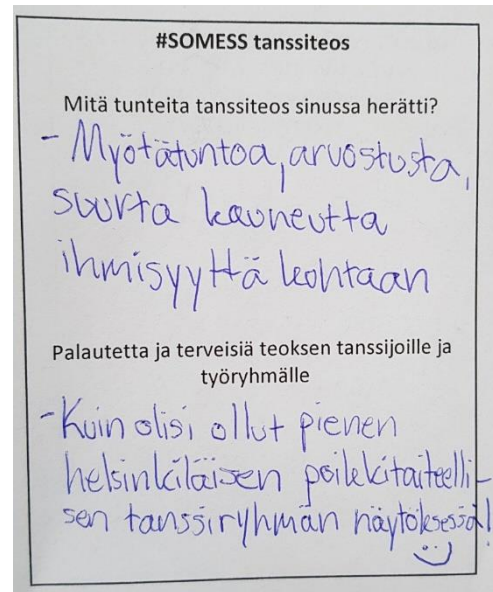 #SOMESS tanssiteos
Mitä tunteita tanssiteos sinussa herätti?
- Myötätuntoa, arvostusta,
suurta kauneutta
ihmisyyttä kohtaan
Palautetta ja terveisiä teoksen tanssijoille ja
työryhmälle
- Kuin olisi ollut pienen
helsinkiläisen poikkitaiteelli-
sen tanssiryhmän näytöksessä!